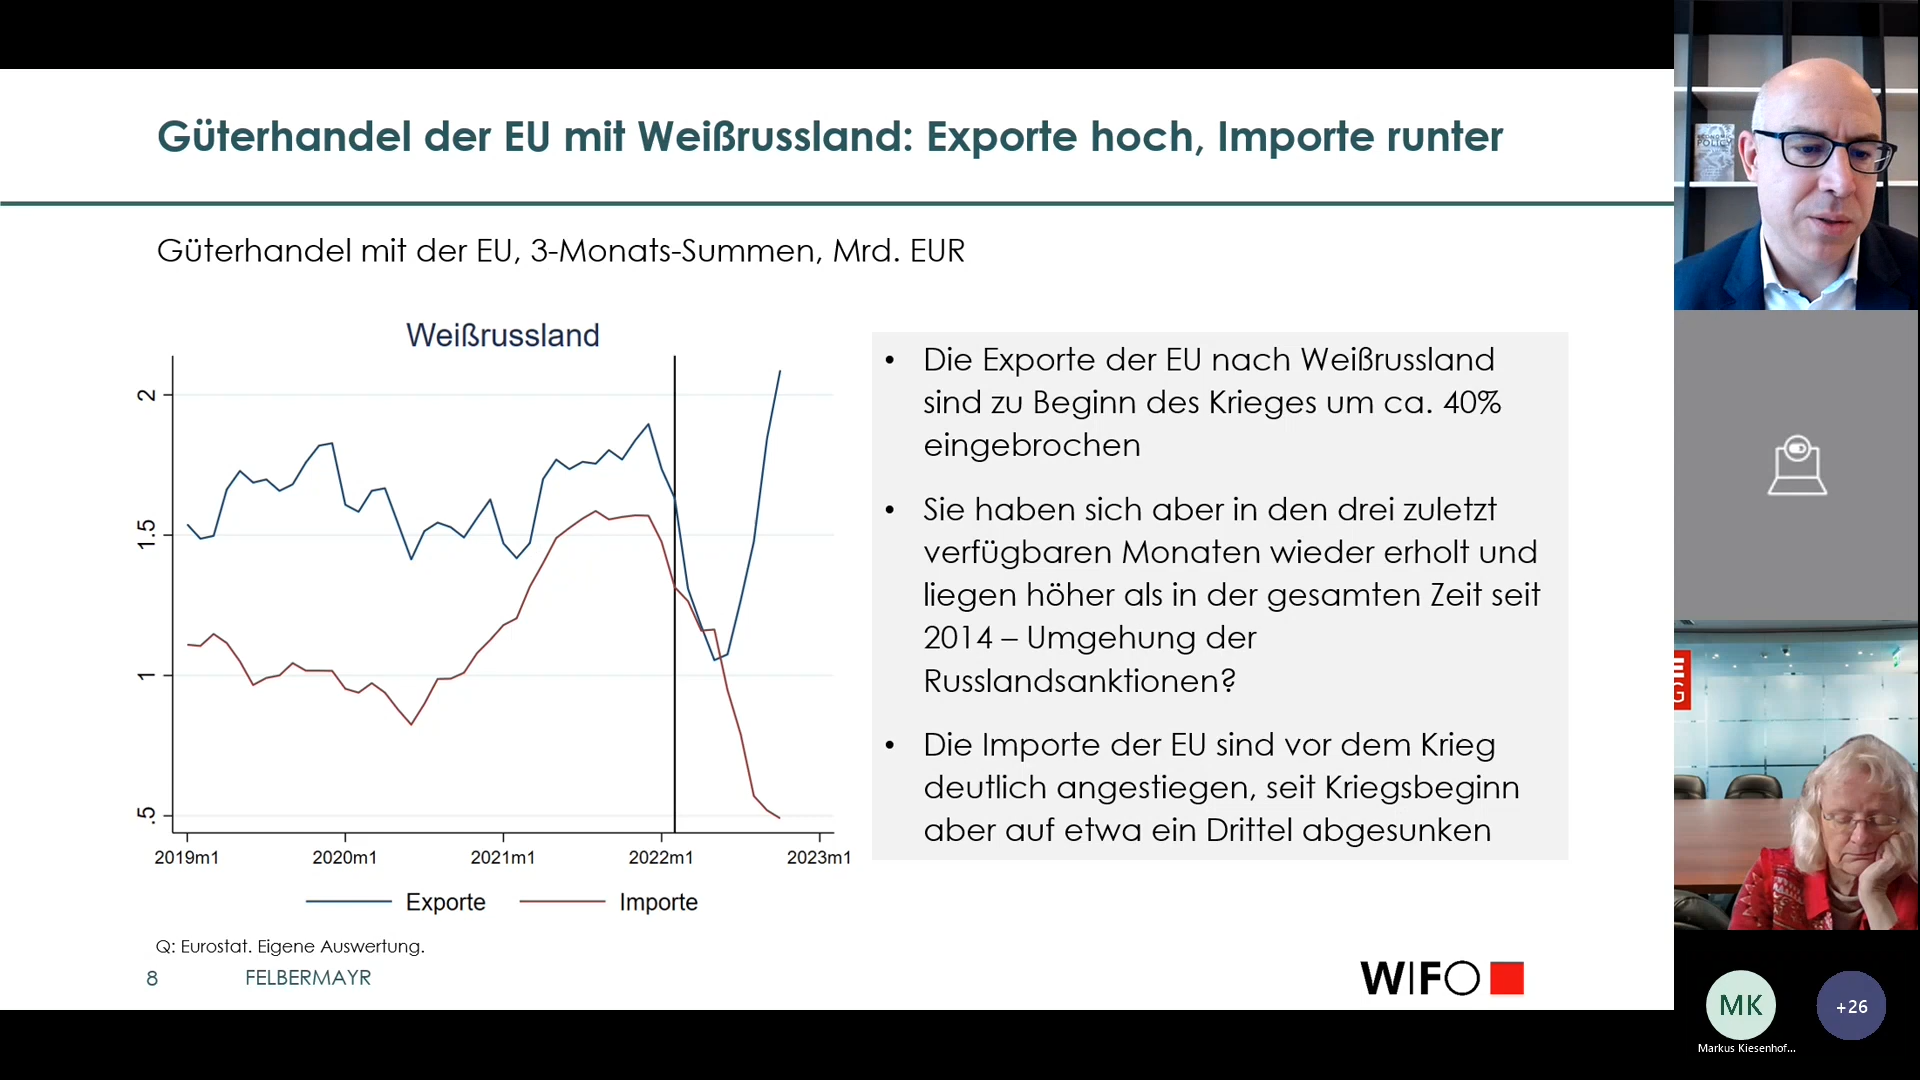 Güterhandel der EU mit Weißrussland: Exporte hoch, Importe runter
Güterhandel mit der EU, 3-Monats-Summen, Mrd. EUR
Weißrussland
2
1.5
1
.5
2019m1 2020m1 2021m1 2022m1 2023m1
Exporte Importe
• Die Exporte der EU nach Weißrussland
sind zu Beginn des Krieges um ca. 40%
eingebrochen
• Sie haben sich aber in den drei zuletzt
verfügbaren Monaten wieder erholt und
liegen höher als in der gesamten Zeit seit
2014 – Umgehung der
Russlandsanktionen?
• Die Importe der EU sind vor dem Krieg
deutlich angestiegen, seit Kriegsbeginn
aber auf etwa ein Drittel abgesunken
Q: Eurostat. Eigene Auswertung.
8 FELBERMAYR
WIFO
ECONOMIC
POLICY
E
G
MK
+26
Markus Kiesenhof...